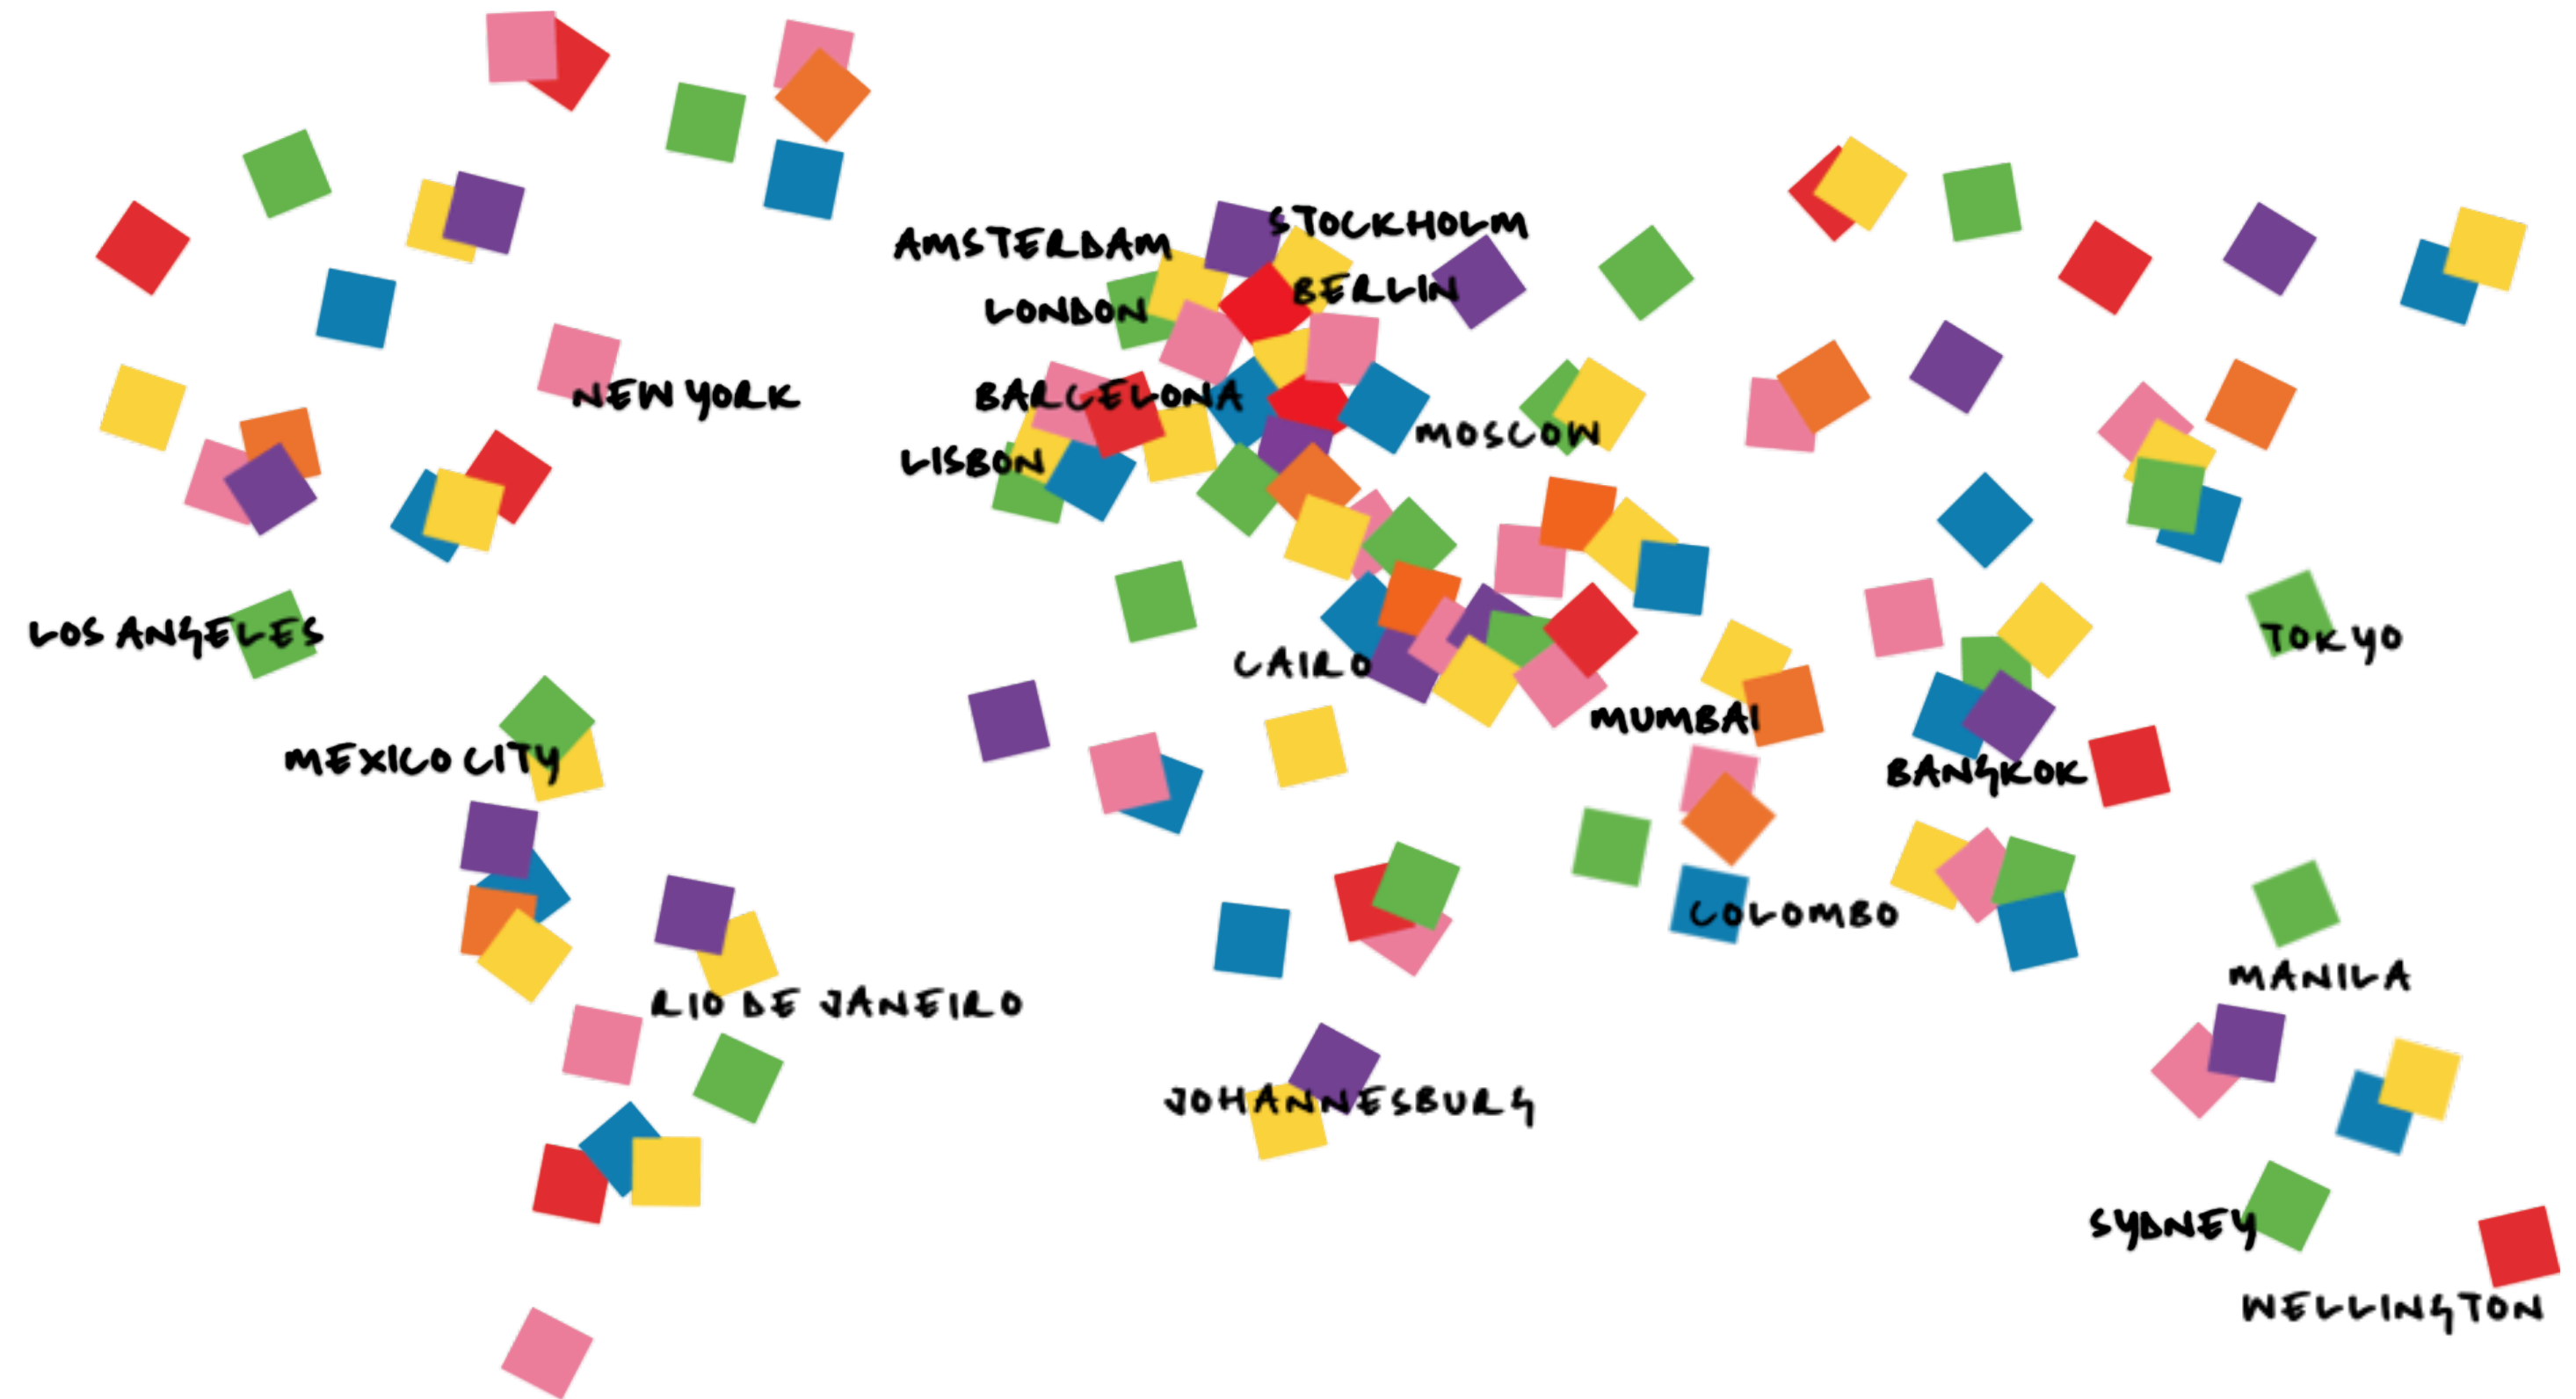 STOCKHOLM
AMSTERDAM
BERLIN
LONDON
NEW YORK
BARCELONA
MOSCOW
LISBON
LOS ANGELES
TOKYO
CAIRO
MUMBAI
MEXICO CITY
BANGKOK
COLOMBO
MANILA
RIO DE JANEIRO
JOHANNESBURG
SYDNEY
WELLINGTON